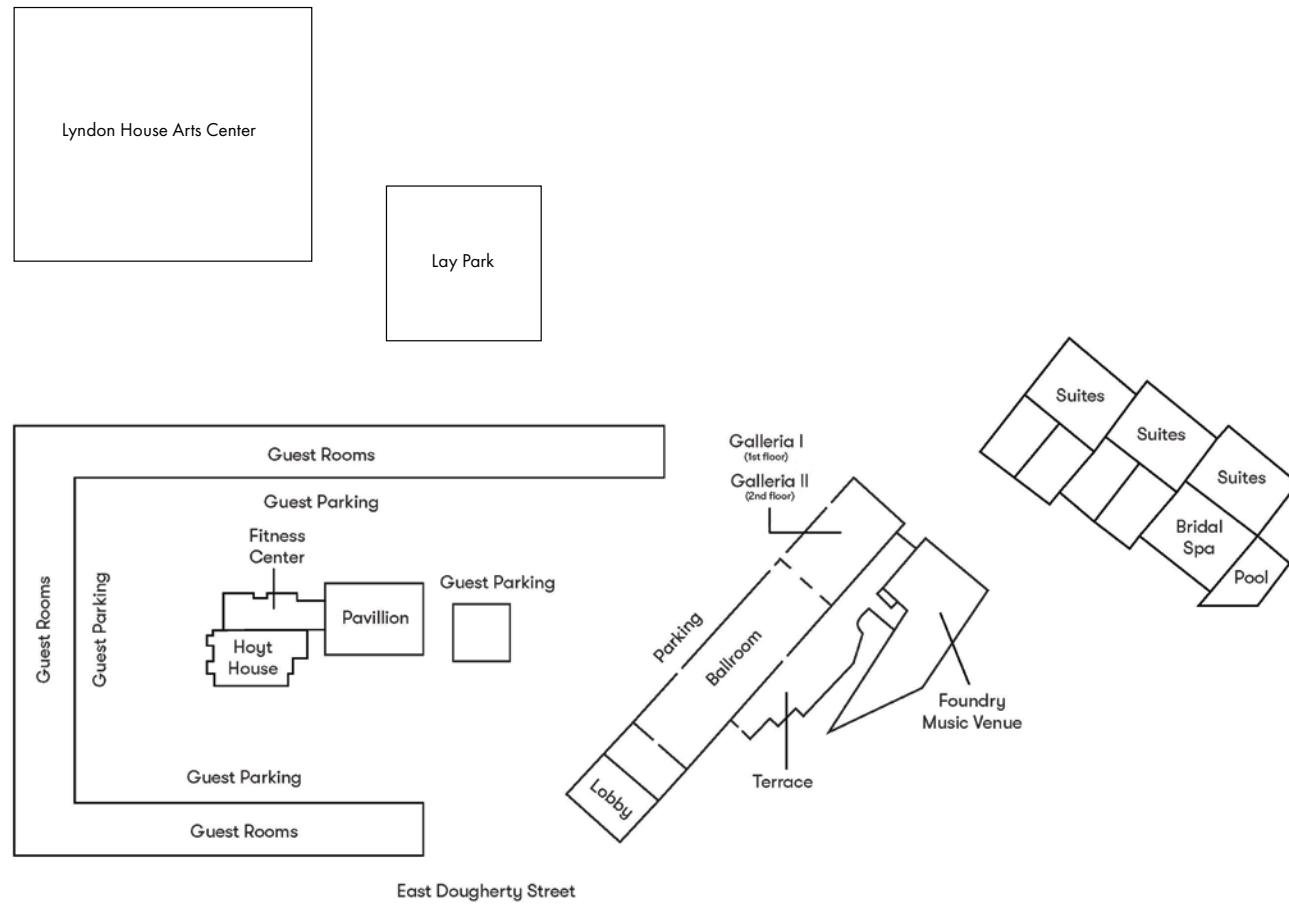 Lyndon House Arts Center
Lay Park
Suites
Suites
Suites
Bridal
Spa
Pool
Guest Rooms
Guest Parking
Galleria I
(1st floor)
Galleria II
(2nd floor)
Fitness
Center
Guest Parking
Pavillion
Hoyt
House
Guest Rooms
Guest Parking
Parking
Ballroom
Foundry
Music Venue
Terrace
Lobby
Guest Parking
Guest Rooms
East Dougherty Street